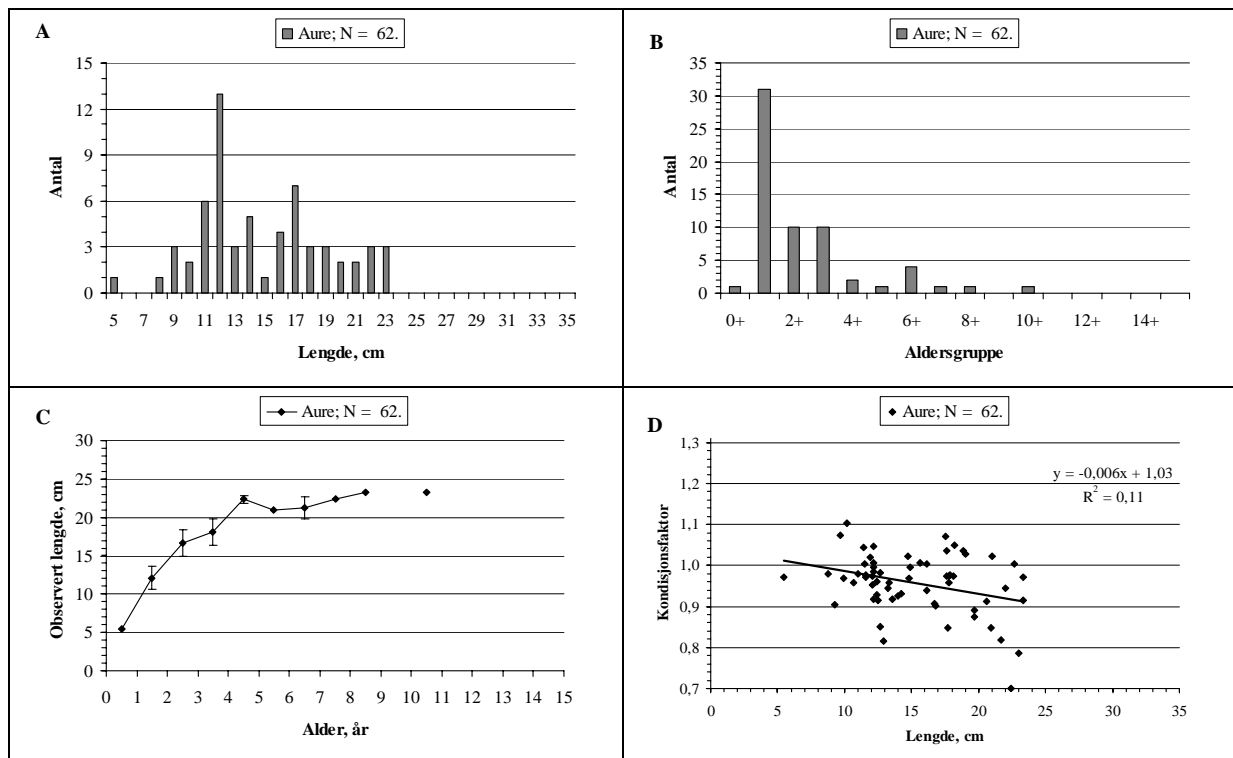 A
Aure; N = 62.
Antal
15
12
9
6
3
0
5 7 9 11 13 15 17 19 21 23 25 27 29 31 33 35
Lengde, cm
B
Aure; N = 62.
Antal
35
30
25
20
15
10
5
0
0+ 2+ 4+ 6+ 8+ 10+ 12+ 14+
Aldersgruppe
C
Aure; N = 62.
Observert lengde, cm
30
25
20
15
10
5
0
0 1 2 3 4 5 6 7 8 9 10 11 12 13 14 15
Alder, år
D
Aure; N = 62.
Kondisjonsfaktor
1,3
1,2
1,1
1,0
0,9
0,8
0,7
y = -0,006x + 1,03
R² = 0,11
0 5 10 15 20 25 30 35
Lengde, cm